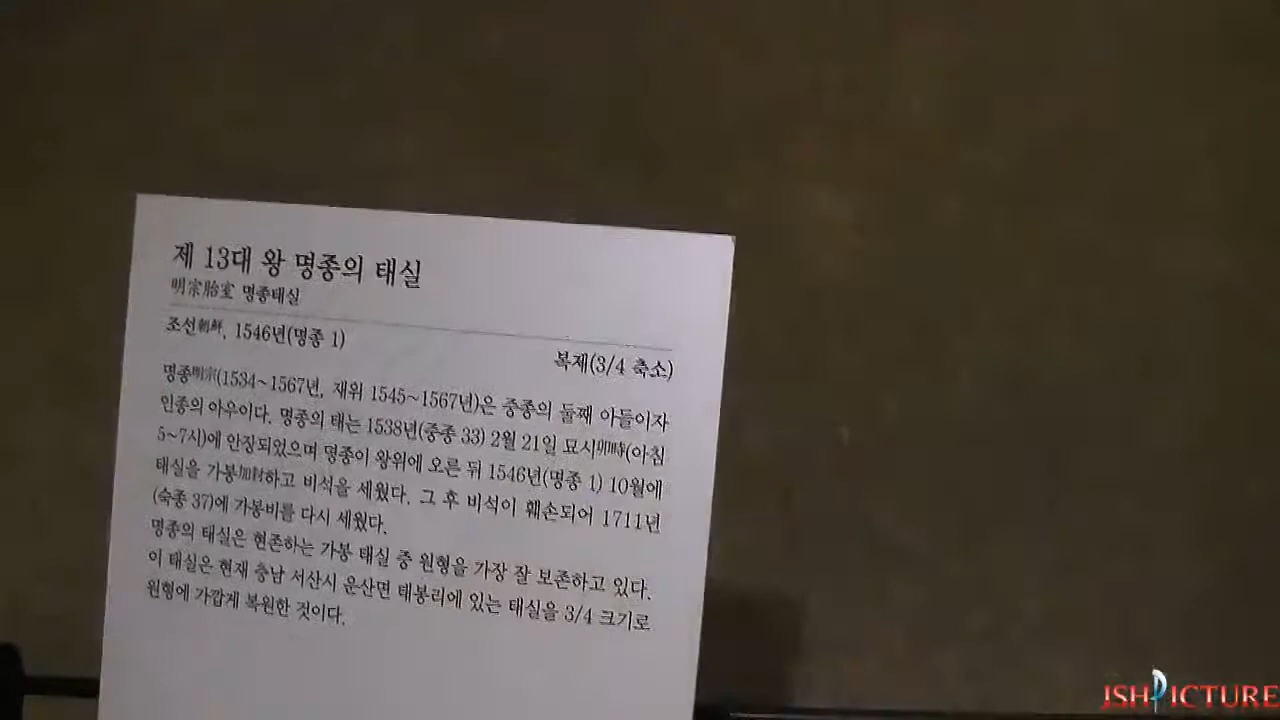 제 13대 왕 명종의 태실
明宗胎室 명종태실
조선朝鮮, 1546년(명종 1)
복제(3/4 축소)
명종明宗(1534~1567년, 재위 1545~1567년)은 중종의 둘째 아들이자
인종의 아우이다. 명종의 태는 1538년(중종 33) 2월 21일 묘시卯時(아침
5~7시)에 안장되었으며 명종이 왕위에 오른 뒤 1546년(명종 1) 10월에
태실을 가봉加封하고 비석을 세웠다. 그 후 비석이 훼손되어 1711년
(숙종 37)에 가봉비를 다시 세웠다.
명종의 태실은 현존하는 가봉 태실 중 원형을 가장 잘 보존하고 있다.
이 태실은 현재 충남 서산시 운산면 태봉리에 있는 태실을 3/4 크기로
원형에 가깝게 복원한 것이다.
JSHPICTURE